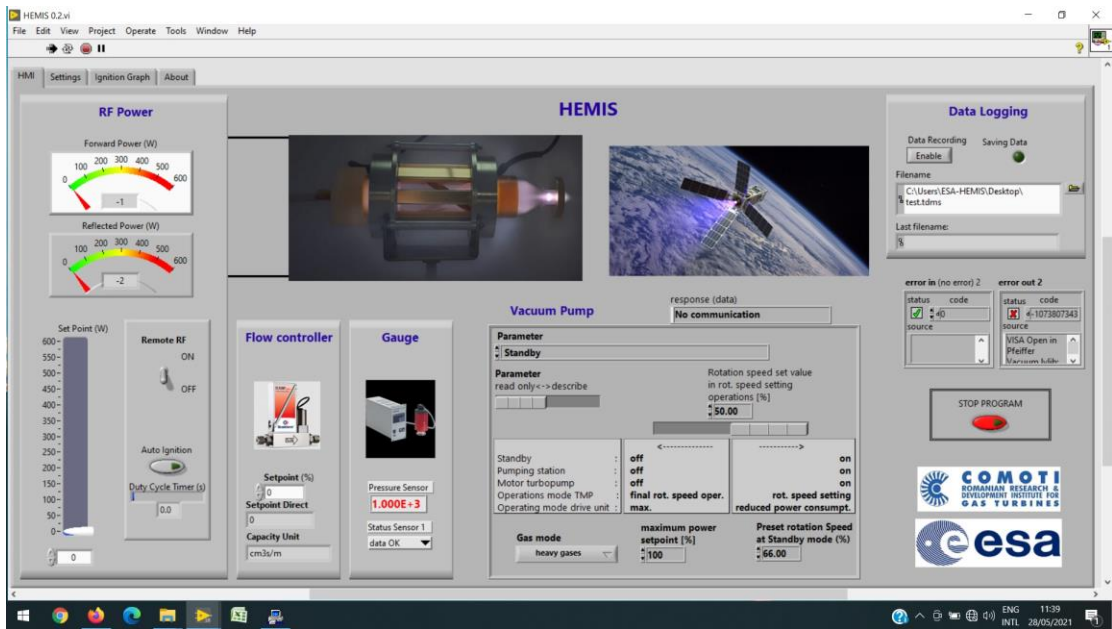 HEMIS 0.2.vi
File Edit View Project Operate Tools Window Help
HMI Settings Ignition Graph About
RF Power
Forward Power (W)
0 100 200 300 400 500 600
-1
Reflected Power (W)
0 100 200 300 400 500 600
-2
Set Point (W)
600-
550-
500-
450-
400-
350-
300-
250-
200-
150-
100-
50-
0-
0
Remote RF
ON
OFF
Auto Ignition
Duty Cycle Timer (s)
0.0
HEMIS
Flow controller
Setpoint (%)
0
Setpoint Direct
0
Capacity Unit
cm3s/m
Gauge
Pressure Sensor
1.000E+3
Status Sensor 1
data OK
Vacuum Pump
response (data)
No communication
Parameter
Standby
Parameter
read only<->describe
Rotation speed set value
in rot. speed setting
operations [%]
50.00
<------------- ----------->
Standby : off on
Pumping station : off on
Motor turbopump : off on
Operations mode TMP : final rot. speed oper. rot. speed setting
Operating mode drive unit : max. reduced power consumpt.
Gas mode
heavy gases
maximum power
setpoint [%]
100
Preset rotation Speed
at Standby mode (%)
66.00
Data Logging
Data Recording
Enable
Saving Data
Filename
C:\Users\ESA-HEMIS\Desktop\
test.tdms
Last filename:
error in (no error) 2
status code
0
source
error out 2
status code
-1073807343
source
VISA Open in
Pfeiffer
STOP PROGRAM
COMOTI
ROMANIAN RESEARCH &
DEVELOPMENT INSTITUTE FOR
GAS TURBINES
esa
ENG
INTL
11:39
28/05/2021